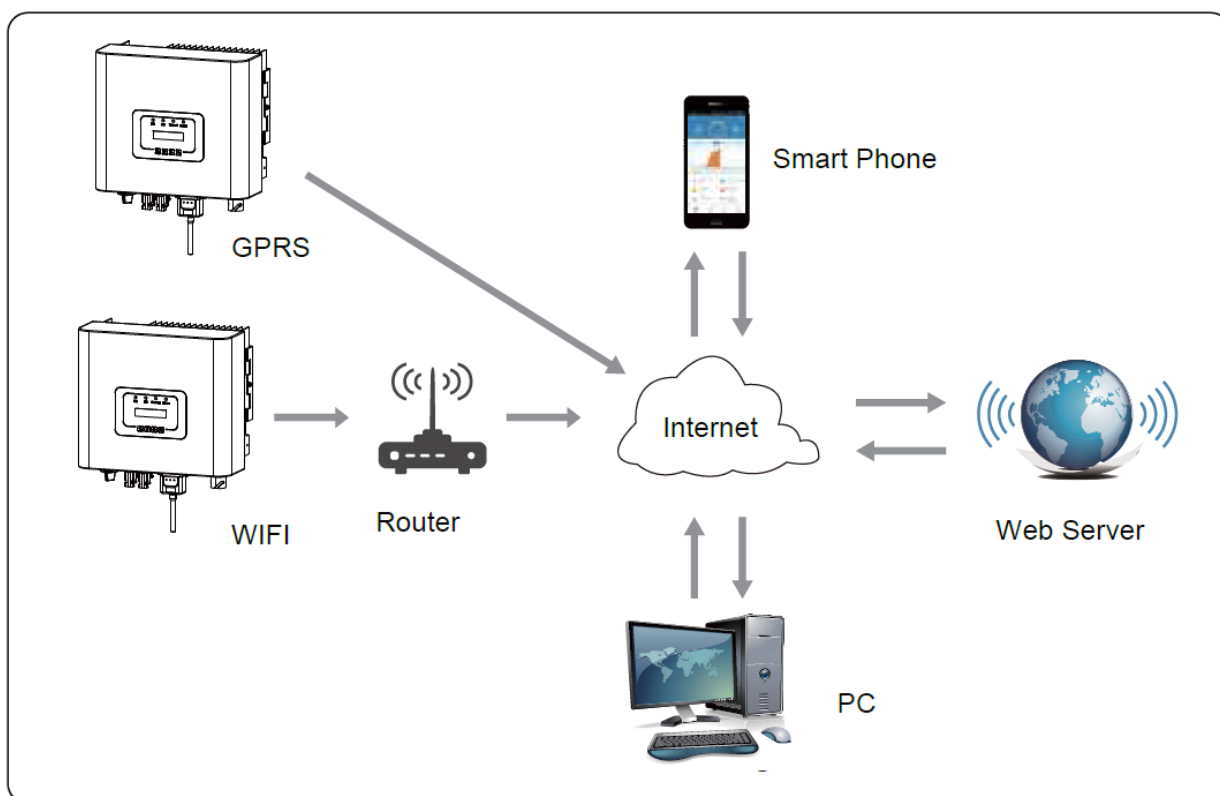 Smart Phone
GPRS
Internet
WIFI
Router
Web Server
PC